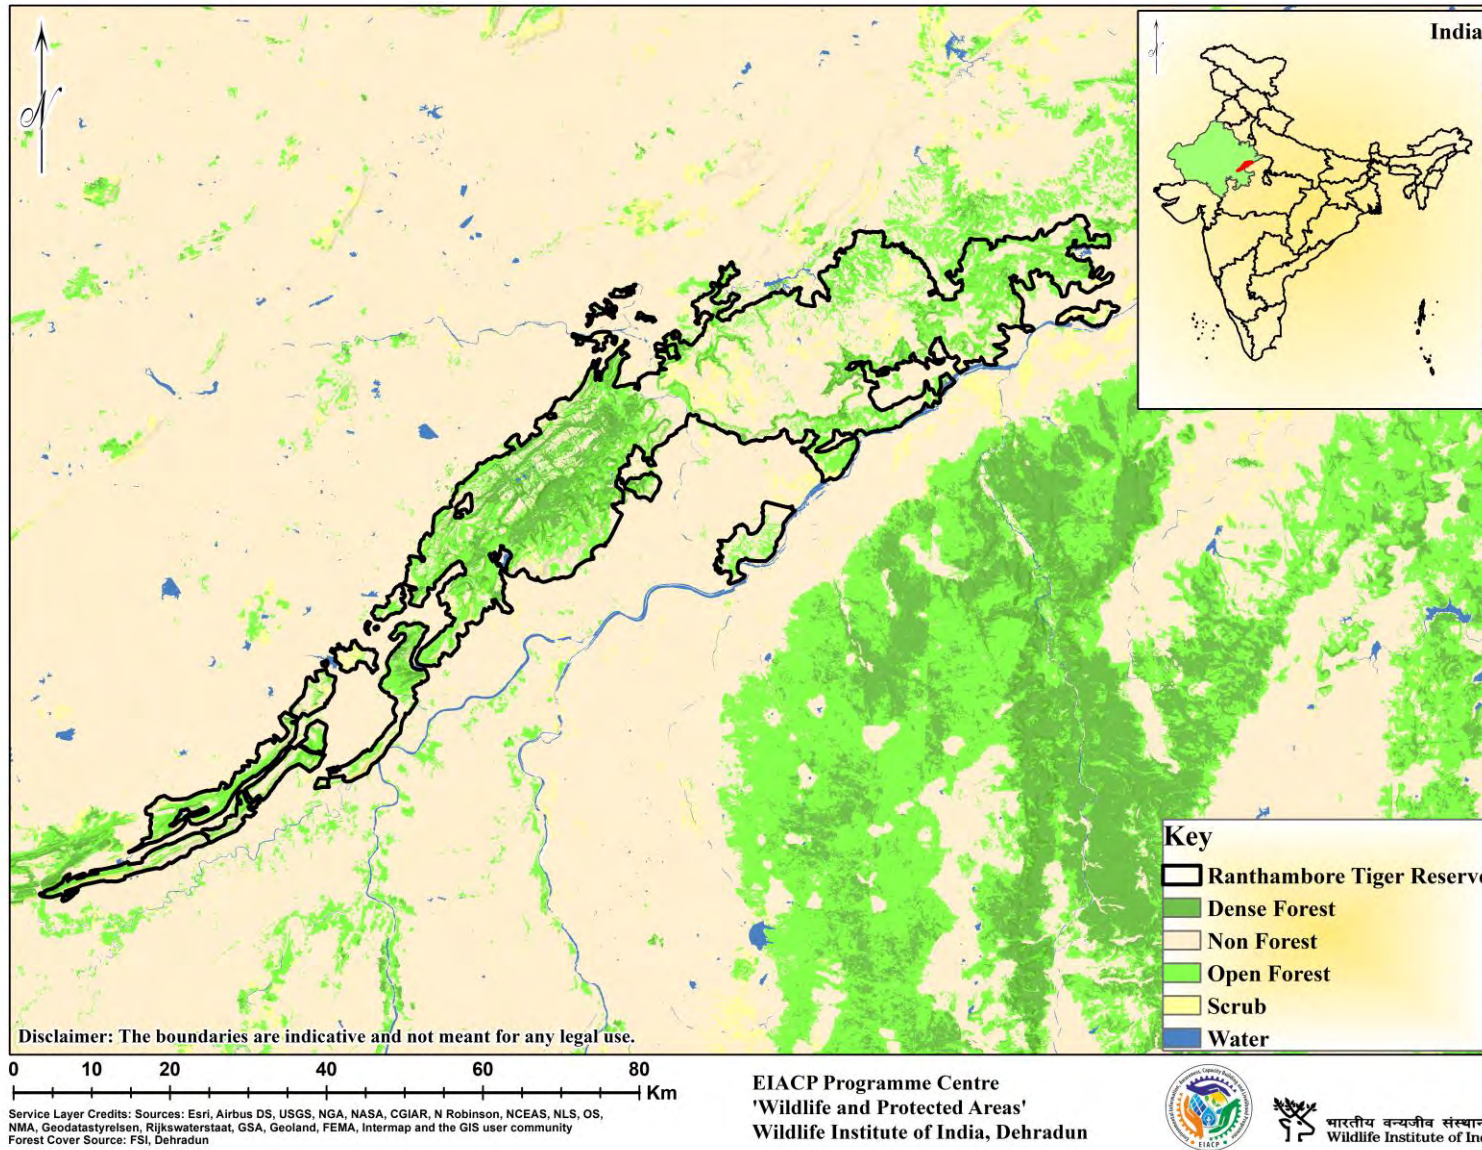 India
N
N
Key
Ranthambore Tiger Reserve
Dense Forest
Non Forest
Open Forest
Scrub
Water
Disclaimer: The boundaries are indicative and not meant for any legal use.
0 10 20 40 60 80 Km
Service Layer Credits: Sources: Esri, Airbus DS, USGS, NGA, NASA, CGIAR, N Robinson, NCEAS, NLS, OS,
NMA, Geodatastyrelsen, Rijkswaterstaat, GSA, Geoland, FEMA, Intermap and the GIS user community
Forest Cover Source: FSI, Dehradun
EIACP Programme Centre
'Wildlife and Protected Areas'
Wildlife Institute of India, Dehradun
EIACP
भारतीय वन्यजीव संस्थान
Wildlife Institute of Ind